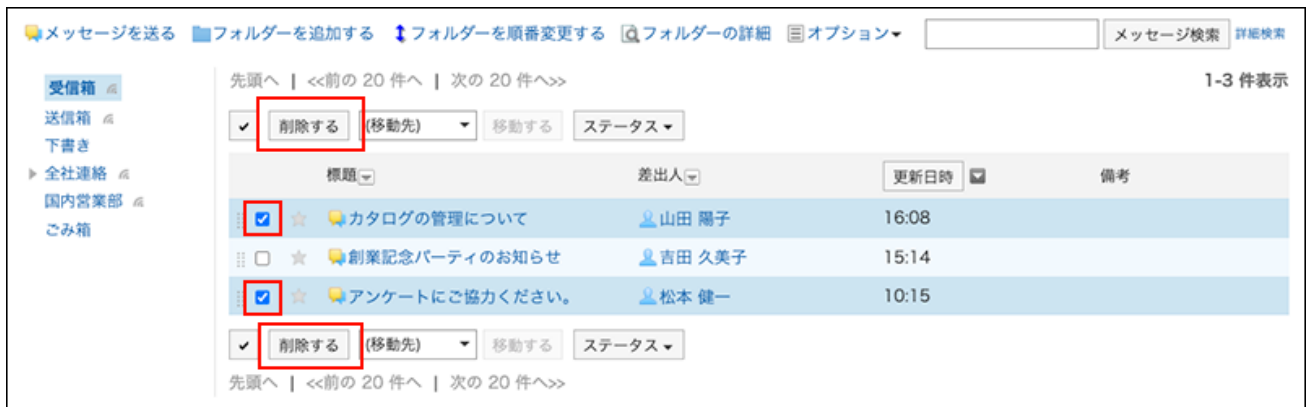 メッセージを送る フォルダーを追加する フォルダーを順番変更する フォルダーの詳細 オプション メッセージ検索 詳細検索
受信箱
送信箱
下書き
全社連絡
国内営業部
ごみ箱
先頭へ | <<前の 20 件へ | 次の 20 件へ>> 1-3 件表示
削除する (移動先) 移動する ステータス
標題 差出人 更新日時 備考
カタログの管理について 山田 陽子 16:08
創業記念パーティのお知らせ 吉田 久美子 15:14
アンケートにご協力ください。 松本 健一 10:15
削除する (移動先) 移動する ステータス
先頭へ | <<前の 20 件へ | 次の 20 件へ>>